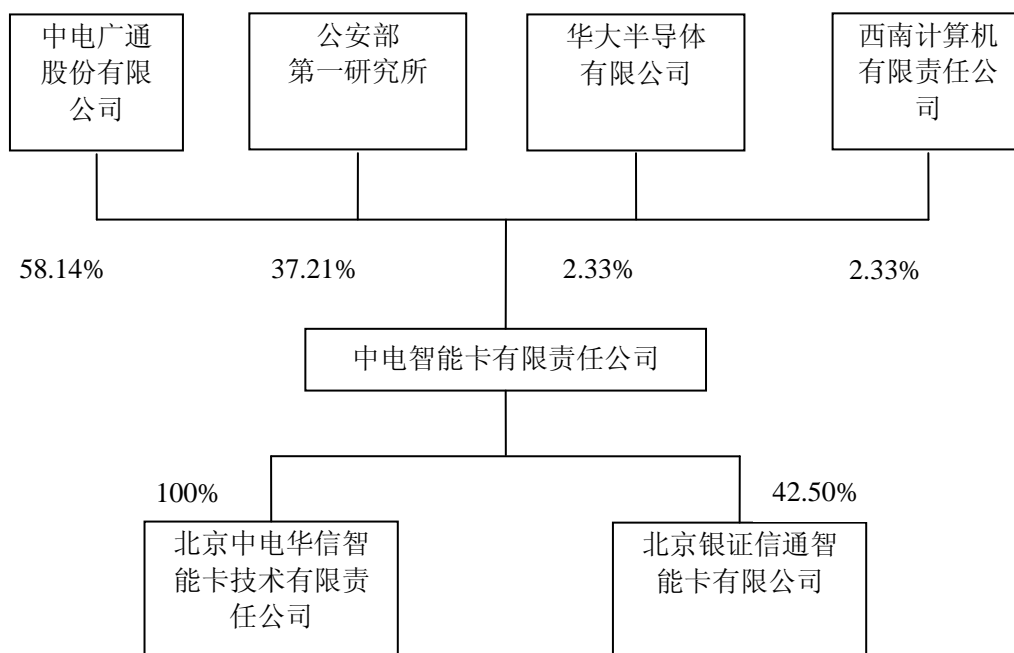 中电广通
股份有限
公司
公安部
第一研究所
华大半导体
有限公司
西南计算机
有限责任公
司
58.14%
37.21%
2.33%
2.33%
中电智能卡有限责任公司
100%
42.50%
北京中电华信智
能卡技术有限责
任公司
北京银证信通智
能卡有限公司